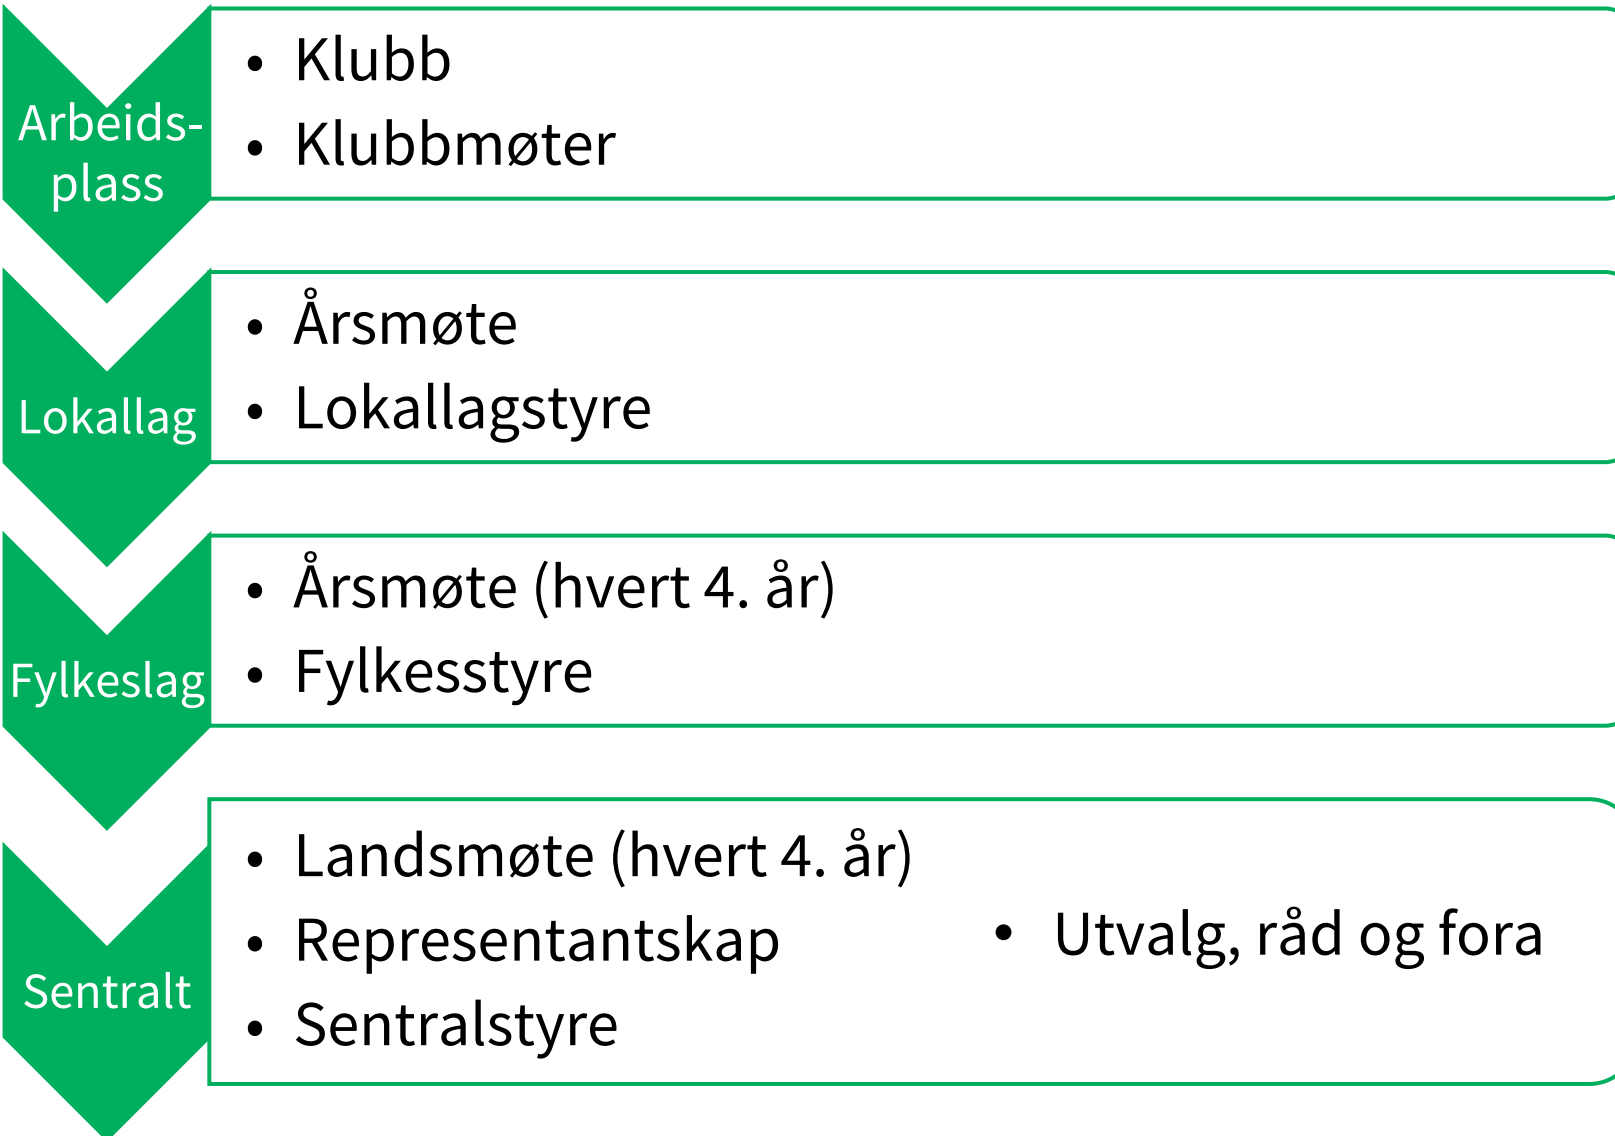 Arbeids-
plass
• Klubb
• Klubbmøter
Lokallag
• Årsmøte
• Lokallagstyre
Fylkeslag
• Årsmøte (hvert 4. år)
• Fylkesstyre
Sentralt
• Landsmøte (hvert 4. år)
• Representantskap
• Sentralstyre
• Utvalg, råd og fora